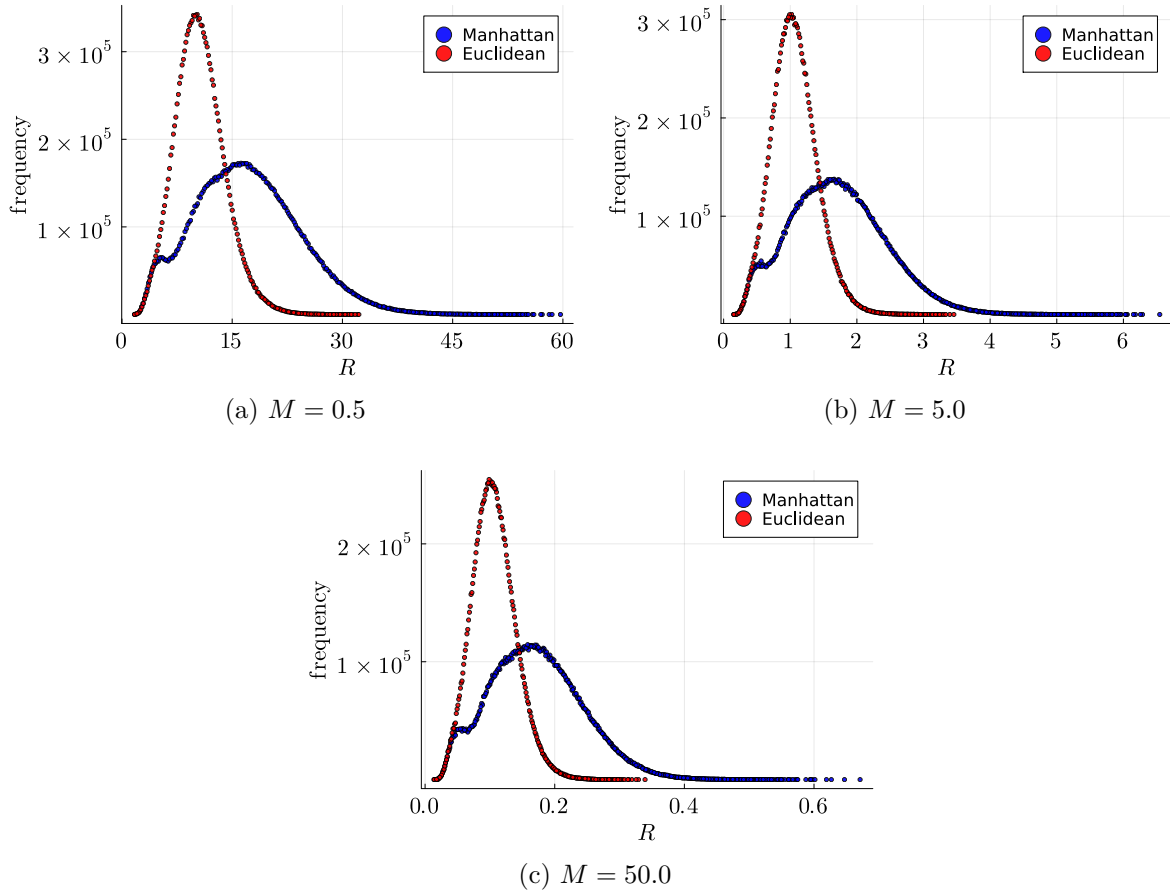 Manhattan
Euclidean
3 × 10^5
2 × 10^5
1 × 10^5
frequency
0 15 30 45 60
R
(a) M = 0.5
Manhattan
Euclidean
3 × 10^5
2 × 10^5
1 × 10^5
frequency
0 1 2 3 4 5 6
R
(b) M = 5.0
Manhattan
Euclidean
2 × 10^5
1 × 10^5
frequency
0.0 0.2 0.4 0.6
R
(c) M = 50.0